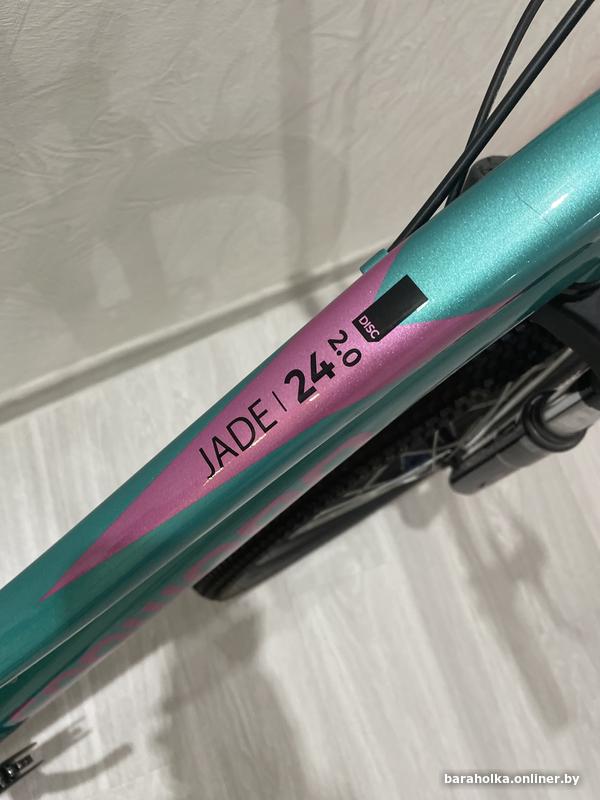 JADE | 24 2.0
DISC
baraholka.onliner.by